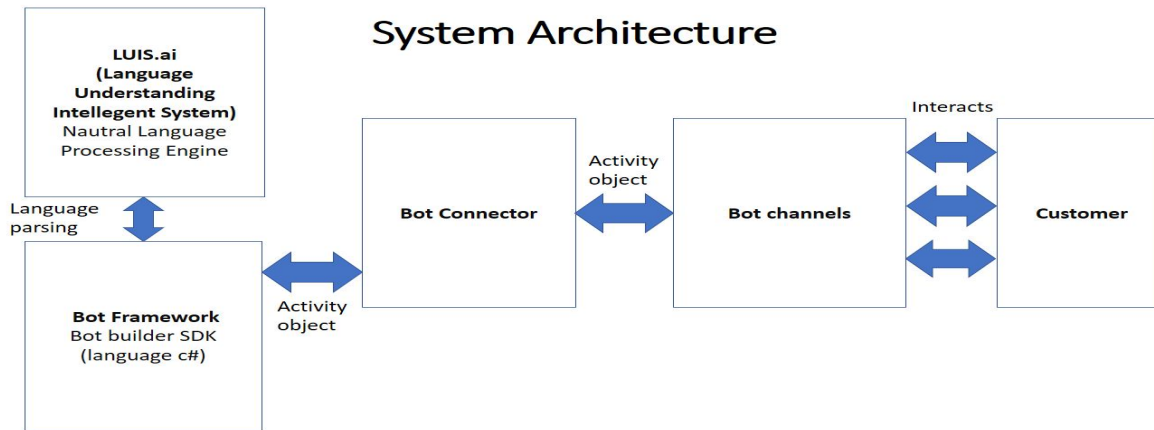 System Architecture
LUIS.ai
(Language
Understanding
Intellegent System)
Nautral Language
Processing Engine
Language
parsing
Bot Framework
Bot builder SDK
(language c#)
Activity
object
Bot Connector
Activity
object
Bot channels
Interacts
Customer